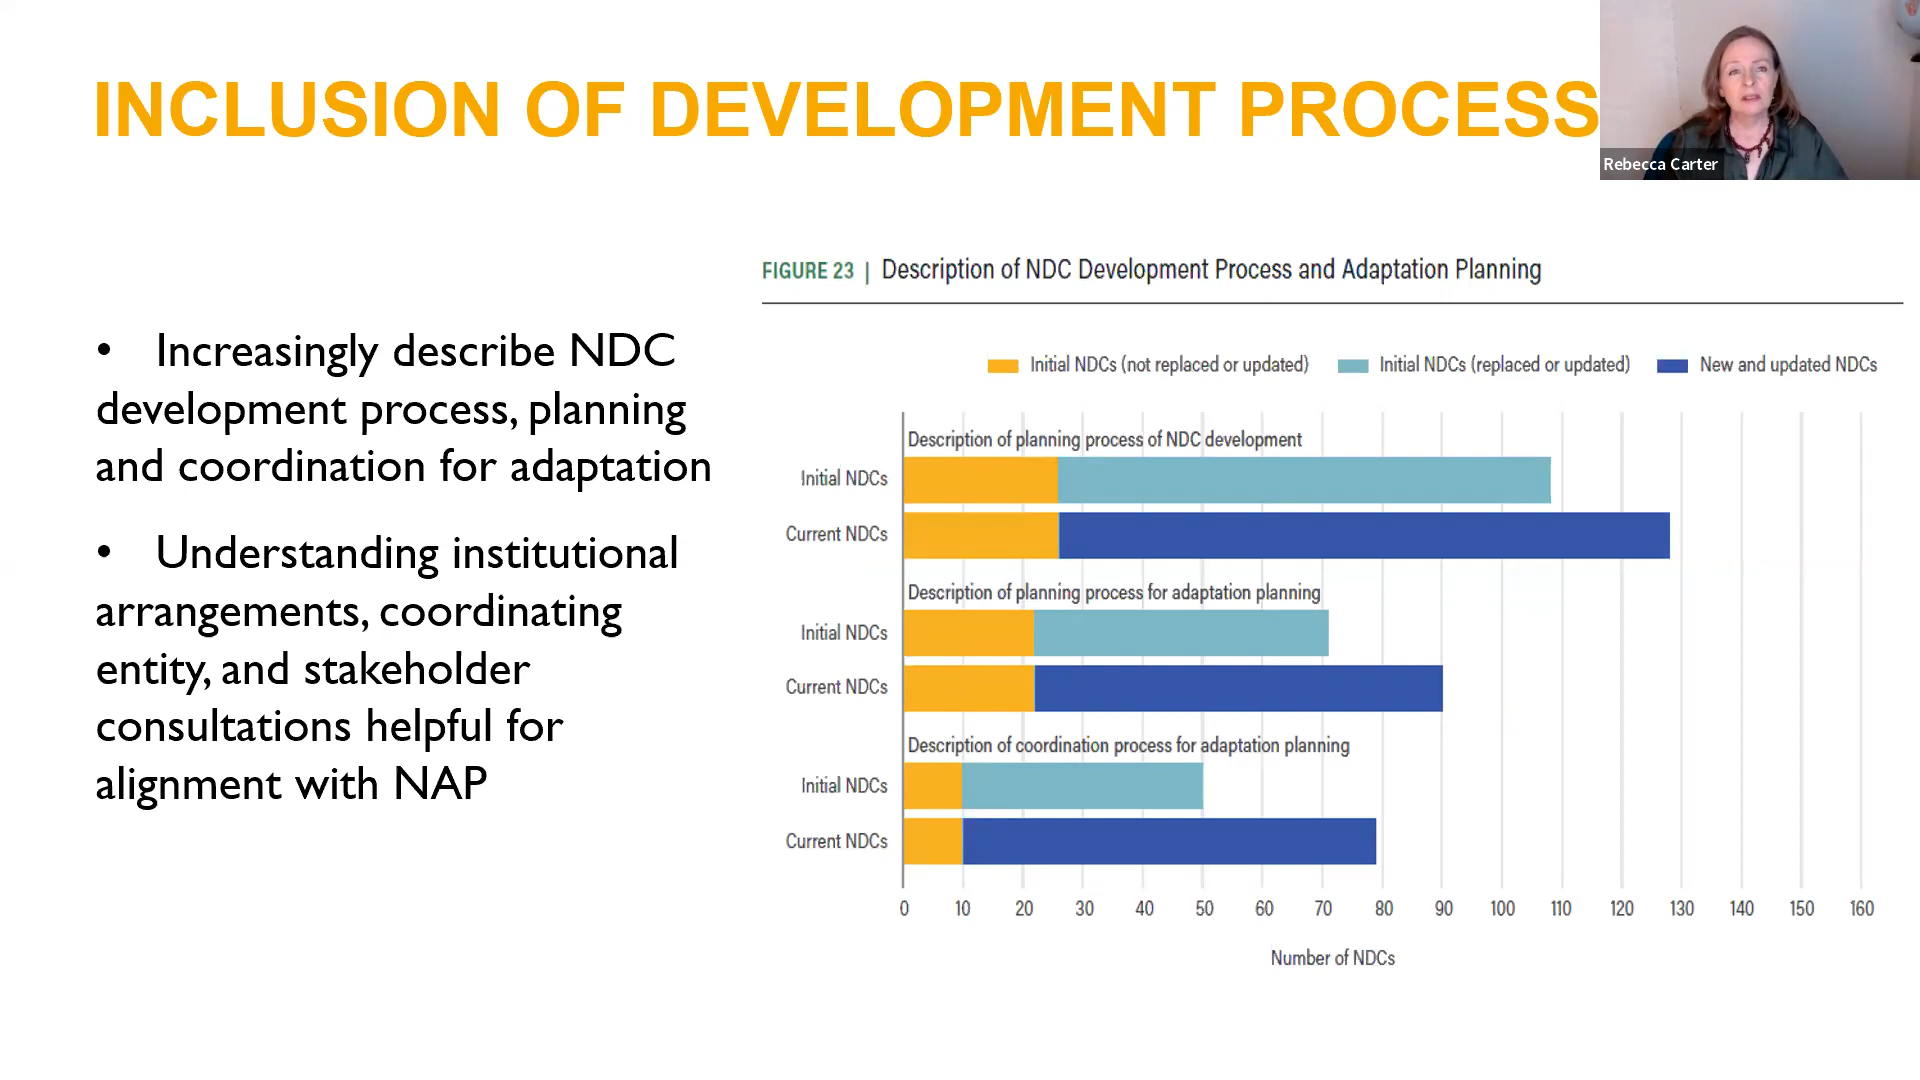 INCLUSION OF DEVELOPMENT PROCESS
Rebecca Carter
• Increasingly describe NDC
development process, planning
and coordination for adaptation
• Understanding institutional
arrangements, coordinating
entity, and stakeholder
consultations helpful for
alignment with NAP
FIGURE 23 | Description of NDC Development Process and Adaptation Planning
Initial NDCs (not replaced or updated) Initial NDCs (replaced or updated) New and updated NDCs
Description of planning process of NDC development
Initial NDCs
Current NDCs
Description of planning process for adaptation planning
Initial NDCs
Current NDCs
Description of coordination process for adaptation planning
Initial NDCs
Current NDCs
0 10 20 30 40 50 60 70 80 90 100 110 120 130 140 150 160
Number of NDCs